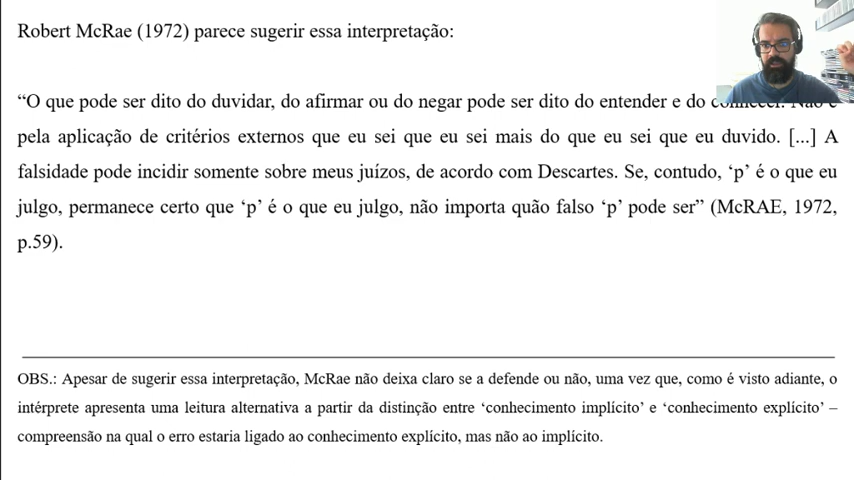 Robert McRae (1972) parece sugerir essa interpretação:
“O que pode ser dito do duvidar, do afirmar ou do negar pode ser dito do entender e do conhecer. Não é
pela aplicação de critérios externos que eu sei que eu sei mais do que eu sei que eu duvido. [...] A
falsidade pode incidir somente sobre meus juízos, de acordo com Descartes. Se, contudo, ‘p’ é o que eu
julgo, permanece certo que ‘p’ é o que eu julgo, não importa quão falso ‘p’ pode ser” (McRAE, 1972,
p.59).
OBS.: Apesar de sugerir essa interpretação, McRae não deixa claro se a defende ou não, uma vez que, como é visto adiante, o
intérprete apresenta uma leitura alternativa a partir da distinção entre ‘conhecimento implícito’ e ‘conhecimento explícito’ –
compreensão na qual o erro estaria ligado ao conhecimento explícito, mas não ao implícito.